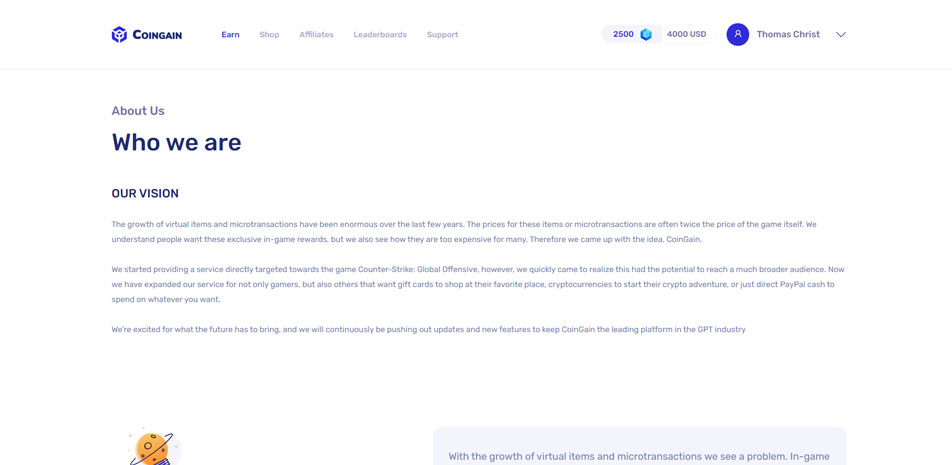 COINGAIN Earn Shop Affiliates Leaderboards Support 2500 4000 USD Thomas Christ
About Us
Who we are
OUR VISION
The growth of virtual items and microtransactions have been enormous over the last few years. The prices for these items or microtransactions are often twice the price of the game itself. We
understand people want these exclusive in-game rewards, but we also see how they are too expensive for many. Therefore we came up with the idea, CoinGain.
We started providing a service directly targeted towards the game Counter-Strike: Global Offensive, however, we quickly came to realize this had the potential to reach a much broader audience. Now
we have expanded our service for not only gamers, but also others that want gift cards to shop at their favorite place, cryptocurrencies to start their crypto adventure, or just direct PayPal cash to
spend on whatever you want.
We're excited for what the future has to bring, and we will continuously be pushing out updates and new features to keep CoinGain the leading platform in the GPT industry
With the growth of virtual items and microtransactions we see a problem. In-game